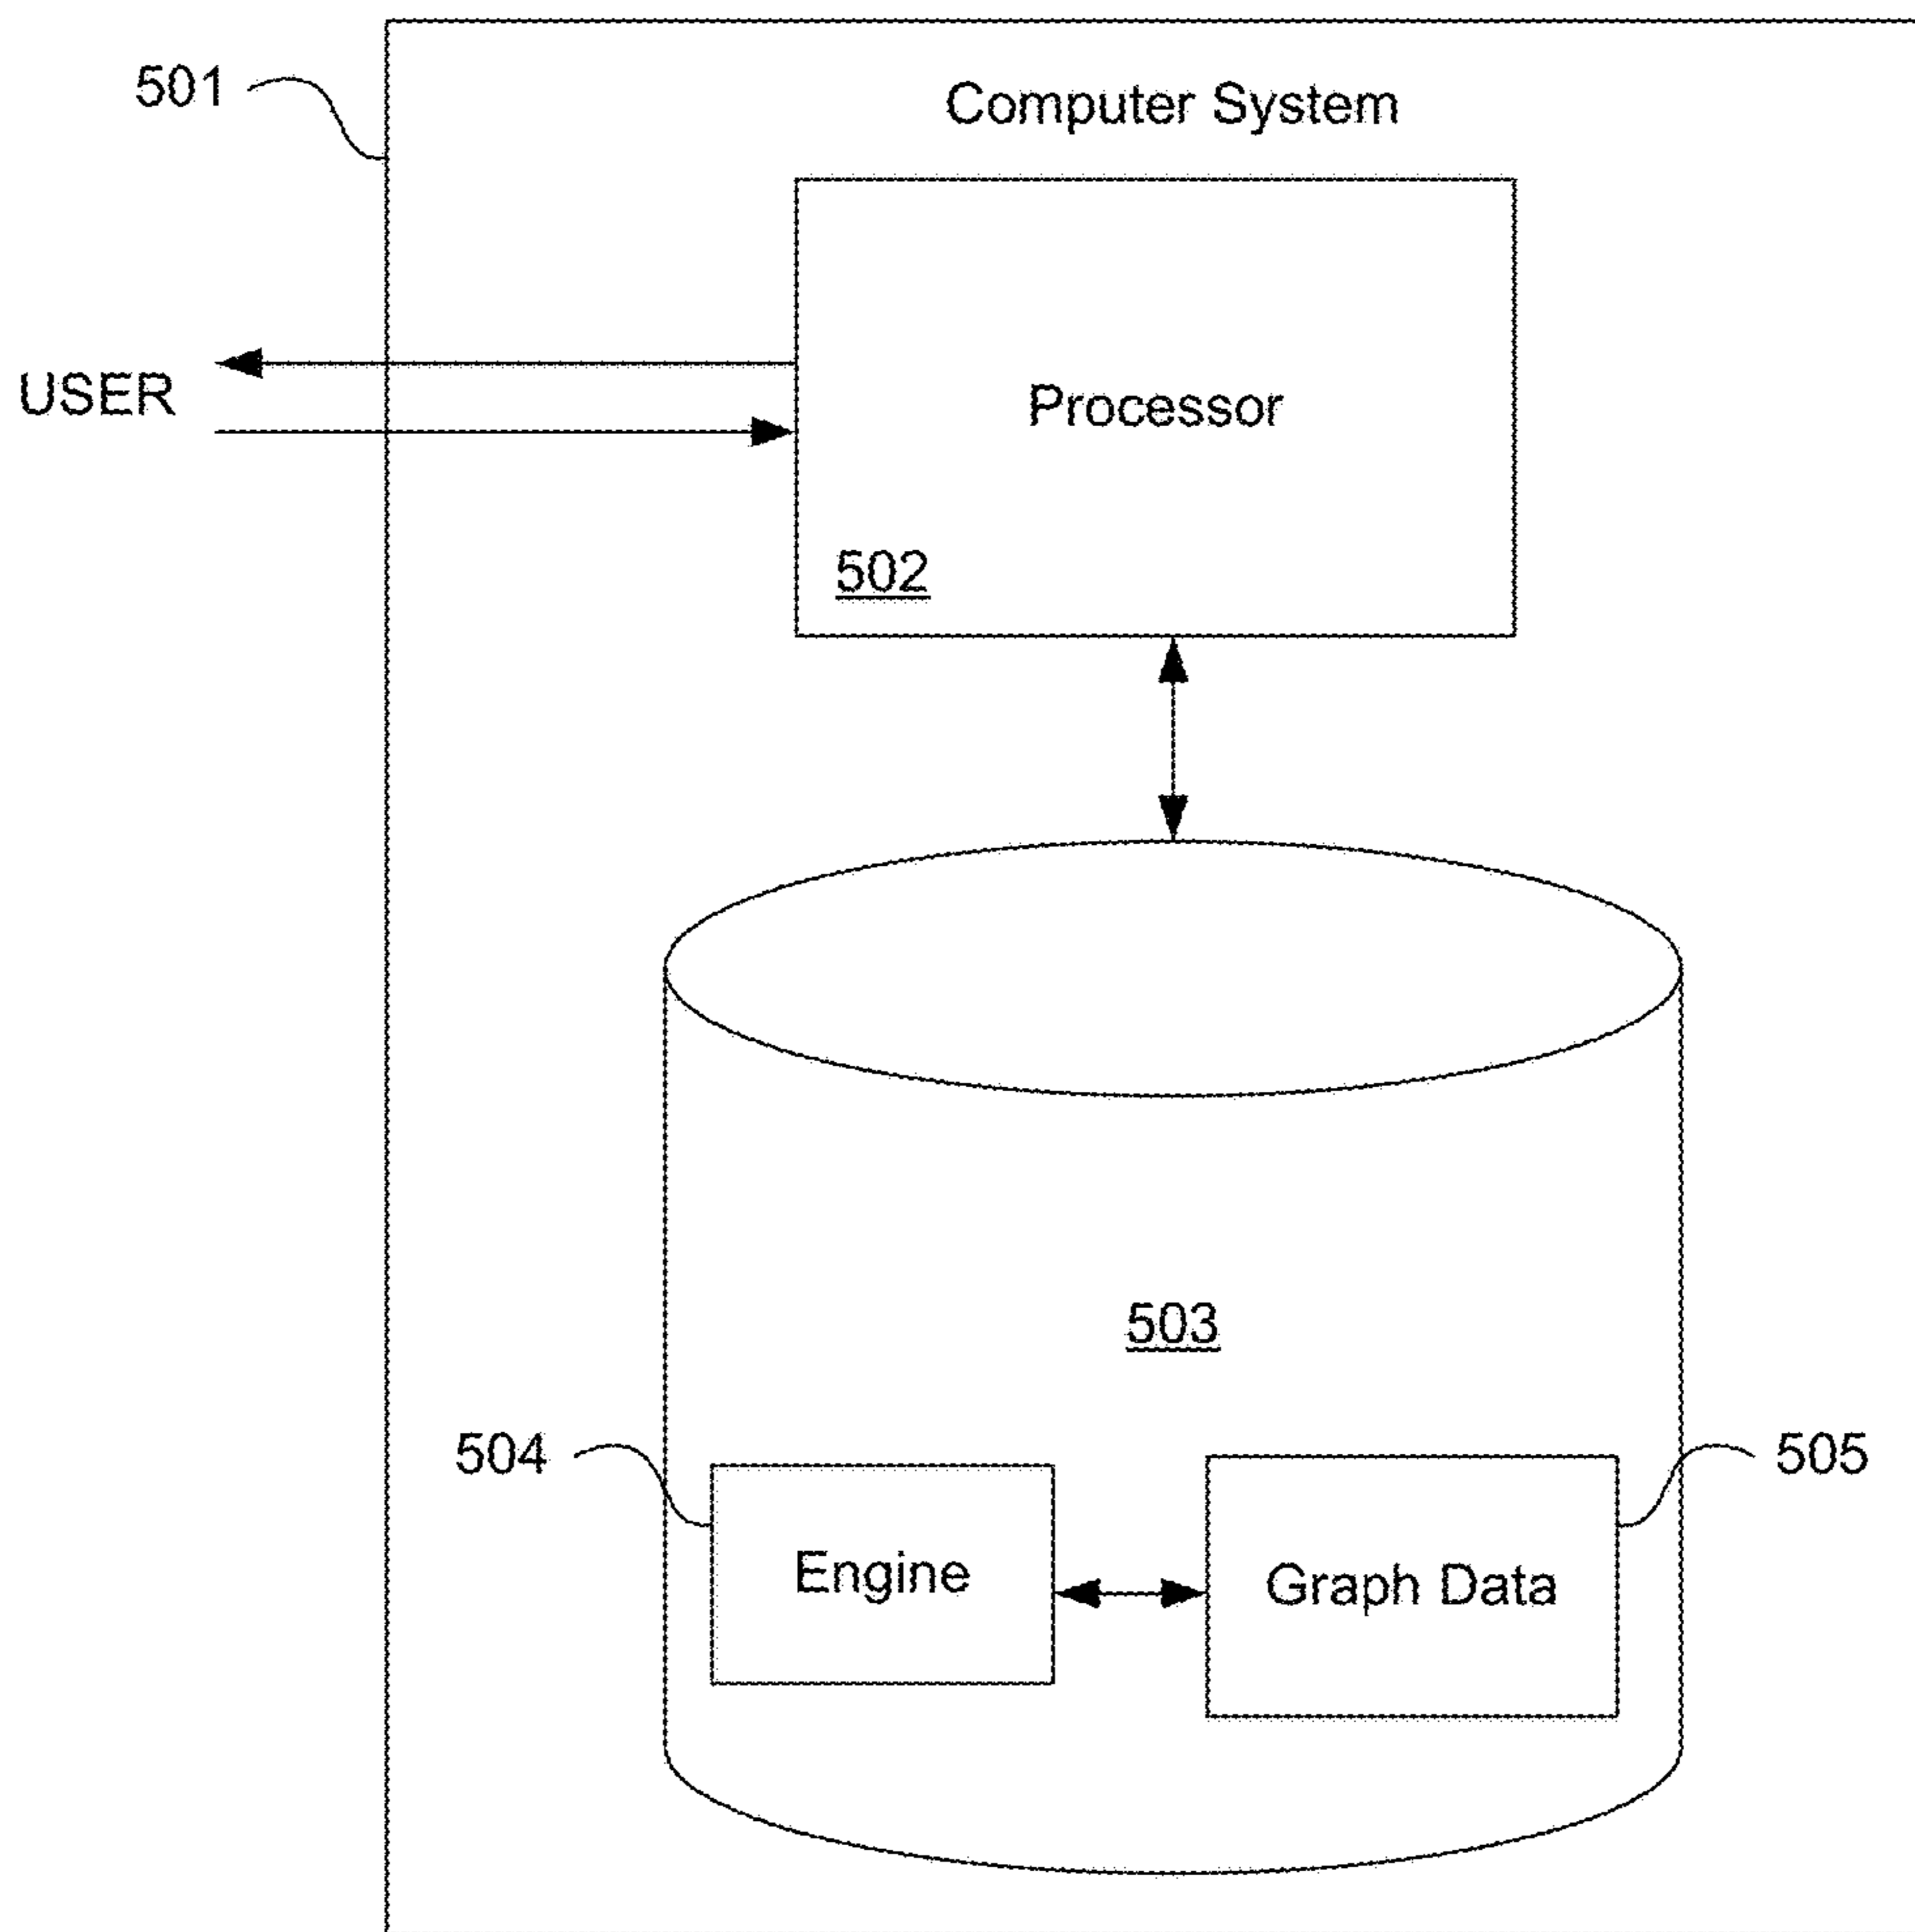 501
Computer System
USER
Processor
502
503
504
505
Engine
Graph Data